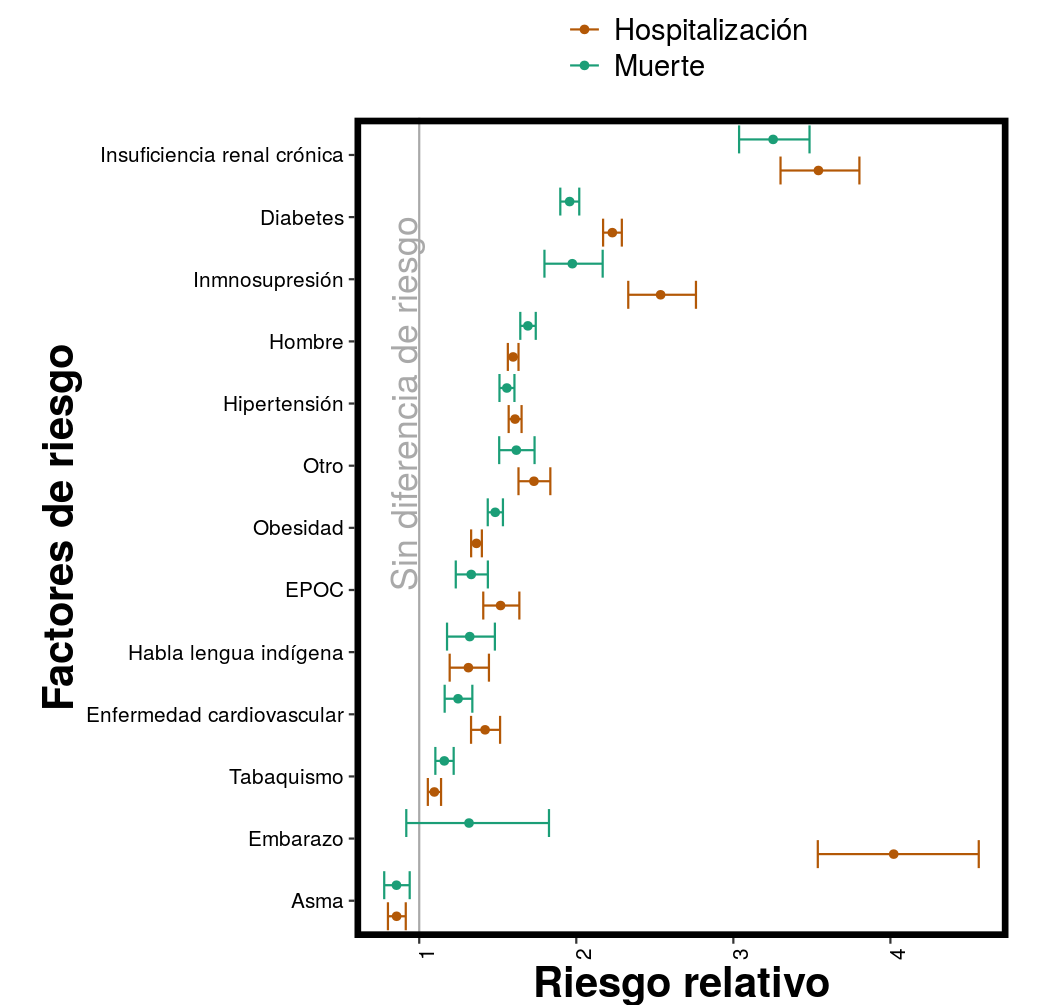 Hospitalización
Muerte
Factores de riesgo
Insuficiencia renal crónica
Diabetes
Inmnosupresión
Hombre
Hipertensión
Otro
Obesidad
EPOC
Habla lengua indígena
Enfermedad cardiovascular
Tabaquismo
Embarazo
Asma
Sin diferencia de riesgo
1
2
3
4
Riesgo relativo